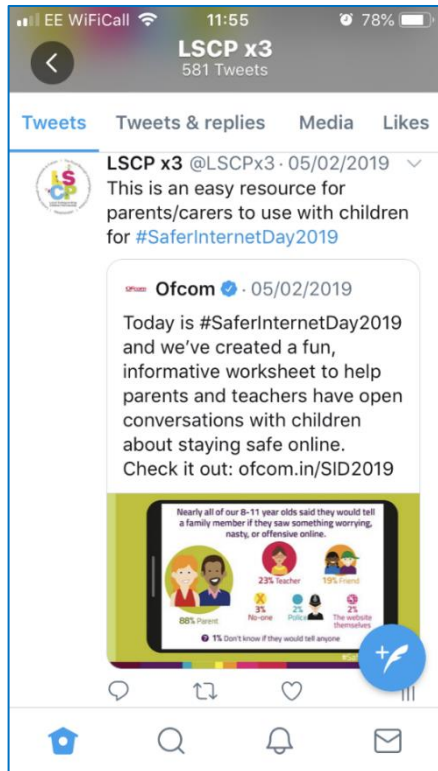 EE WiFiCall 11:55 78%
LSCP x3
581 Tweets
Tweets Tweets & replies Media Likes
LSCP x3 @LSCPx3 · 05/02/2019
This is an easy resource for
parents/carers to use with children
for #SaferInternetDay2019
LSCP
Ofcom Ofcom · 05/02/2019
Today is #SaferInternetDay2019
and we've created a fun,
informative worksheet to help
parents and teachers have open
conversations with children
about staying safe online.
Check it out: ofcom.in/SID2019
Nearly all of our 8-11 year olds said they would tell
a family member if they saw something worrying,
nasty, or offensive online.
88% Parent
23% Teacher
19% Friend
3%
No-one
2%
Police
2%
The website
themselves
? 1% Don't know if they would tell anyone